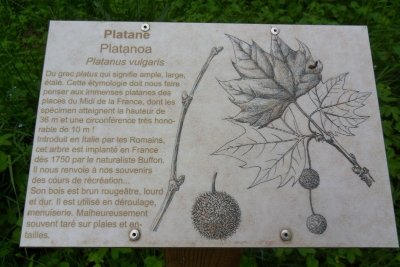 Platane
Platanoa
Platanus vulgaris
Du grec platus qui signifie ample, large,
étalé. Cette étymologie doit nous faire
penser aux immenses platanes des
places du Midi de la France, dont les
spécimen atteignent la hauteur de
36 m et une circonférence très hono-
rable de 10 m !
Introduit en Italie par les Romains,
cet arbre est implanté en France
dès 1750 par le naturaliste Buffon.
Il nous renvoie à nos souvenirs
des cours de récréation...
Son bois est brun rougeâtre, lourd
et dur. Il est utilisé en déroulage,
menuiserie. Malheureusement
souvent taré sur plaies et en-
tailles.